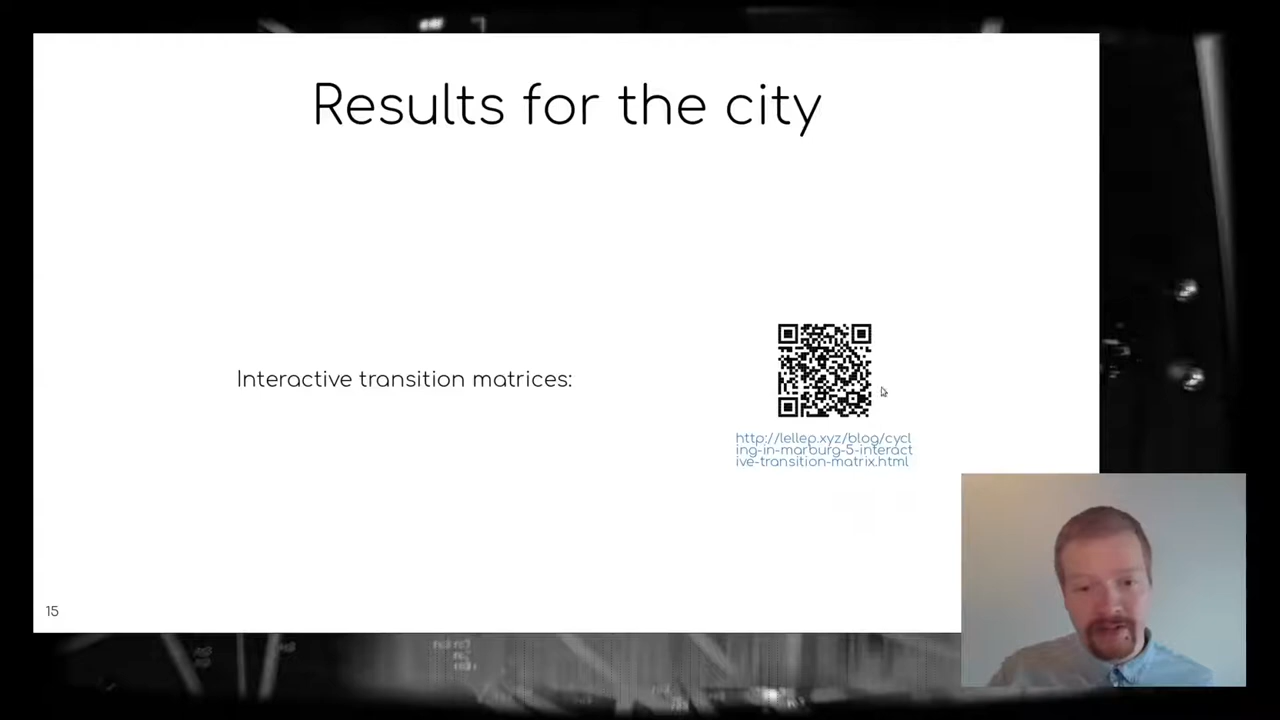 Results for the city
Interactive transition matrices:
http://lellep.xyz/blog/cycl
ing-in-marburg-5-interact
ive-transition-matrix.html
15